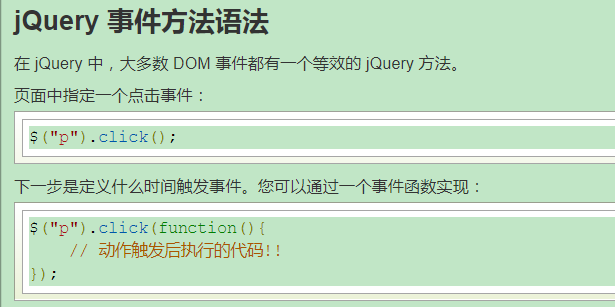 jQuery 事件方法语法
在 jQuery 中，大多数 DOM 事件都有一个等效的 jQuery 方法。
页面中指定一个点击事件：
$("p").click();
下一步是定义什么时间触发事件。您可以通过一个事件函数实现：
$("p").click(function(){
    // 动作触发后执行的代码!!
});